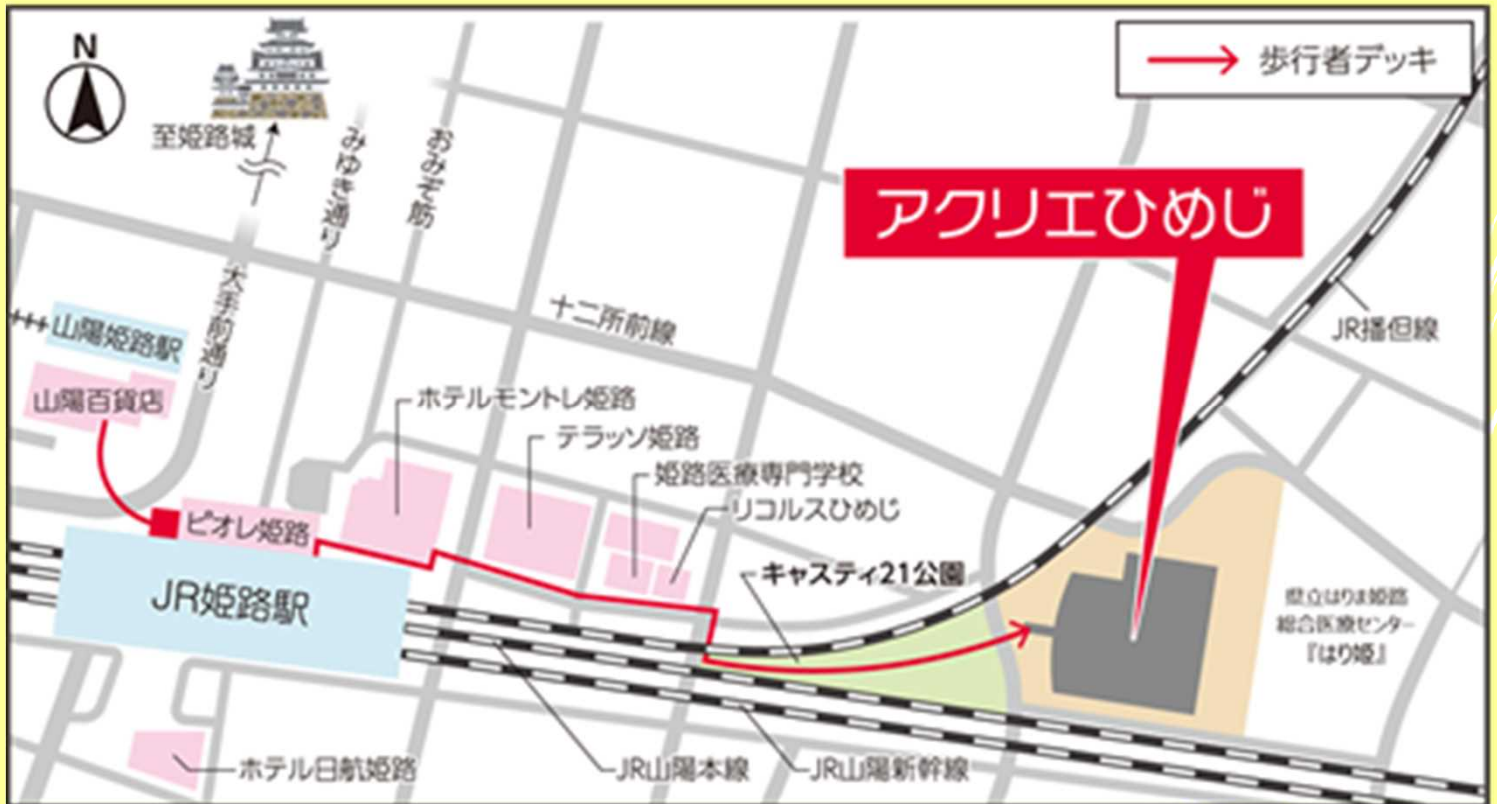 N
歩行者デッキ
至姫路城
みゆき通り
おみぞ筋
アクリエひめじ
大手前通り
十二所前線
JR播但線
山陽姫路駅
山陽百貨店
ホテルモントレ姫路
テラッソ姫路
姫路医療専門学校
リコルスひめじ
ピオレ姫路
キャスティ21公園
JR姫路駅
県立はりま姫路
総合医療センター
『はり姫』
ホテル日航姫路
JR山陽本線
JR山陽新幹線